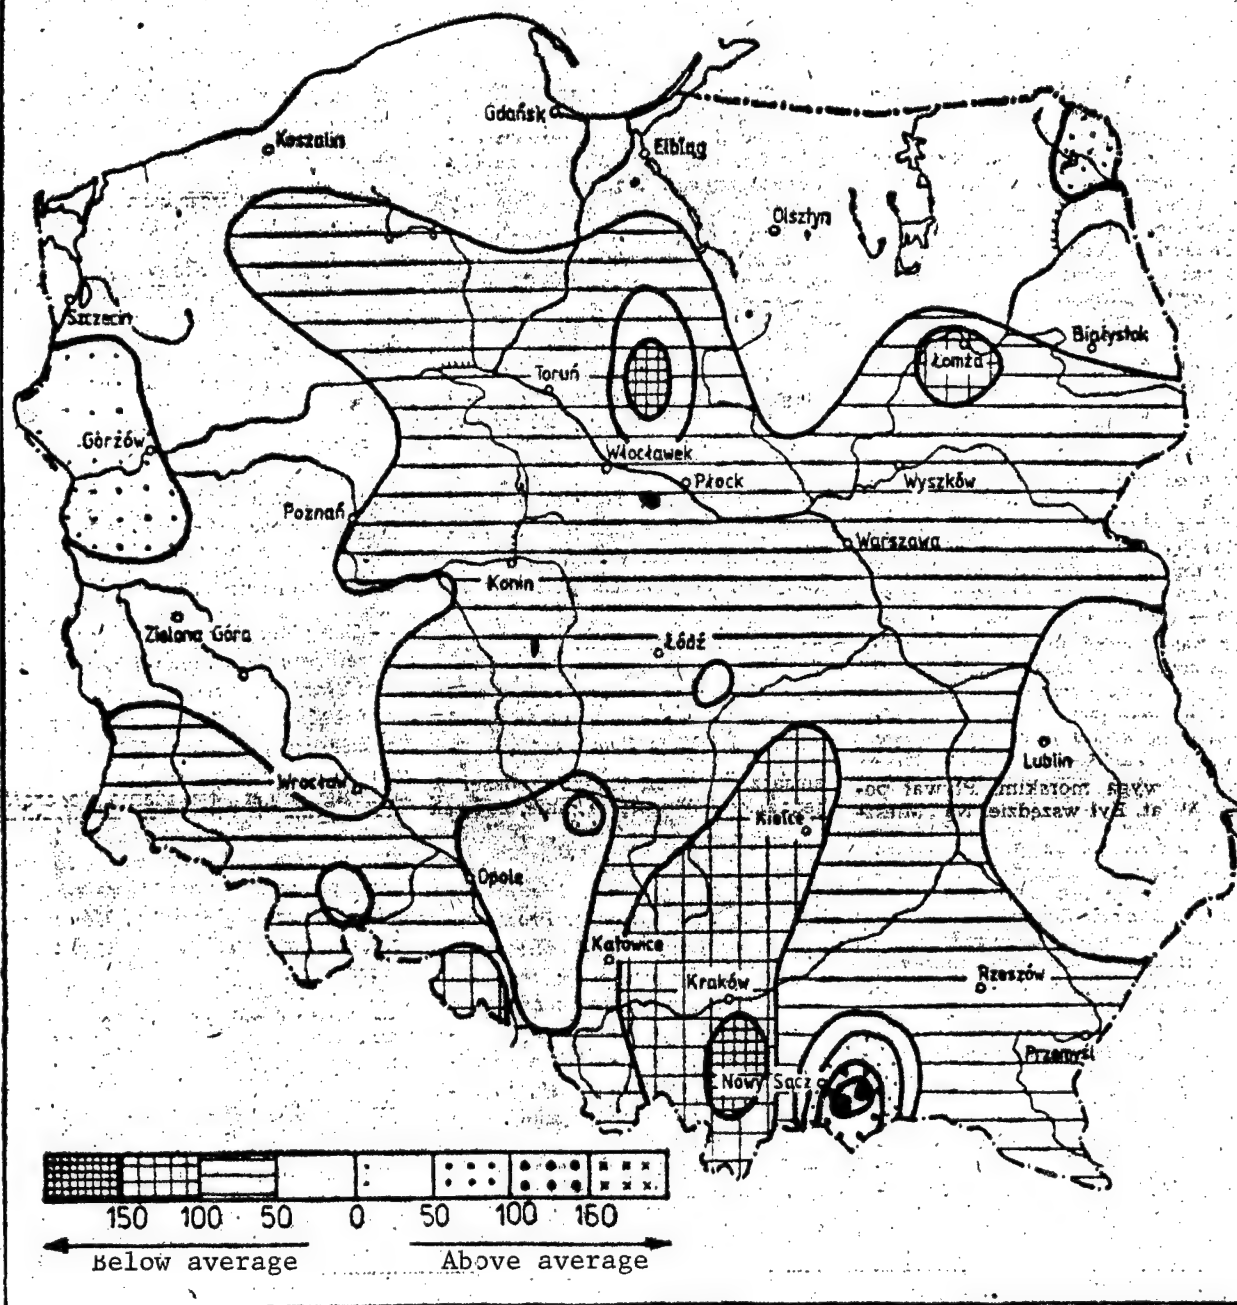 Gdańsk
Koszalin
Elbląg
Olsztyn
Szczecin
Białystok
Łomża
Toruń
Gorzów
Włocławek
Płock
Wyszków
Poznań
Warszawa
Konin
Zielona Góra
Łódź
Lublin
Wrocław
Kielce
Opole
Katowice
Rzeszów
Kraków
Przemyśl
Nowy Sącz
150 100 50 0 50 100 160
Below average Above average